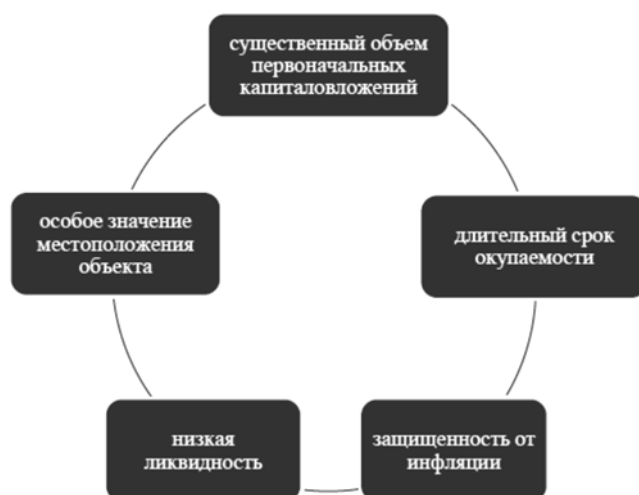 существенный объем
первоначальных
капиталовложений
длительный срок
окупаемости
защищенность от
инфляции
низкая
ликвидность
особое значение
местоположения
объекта